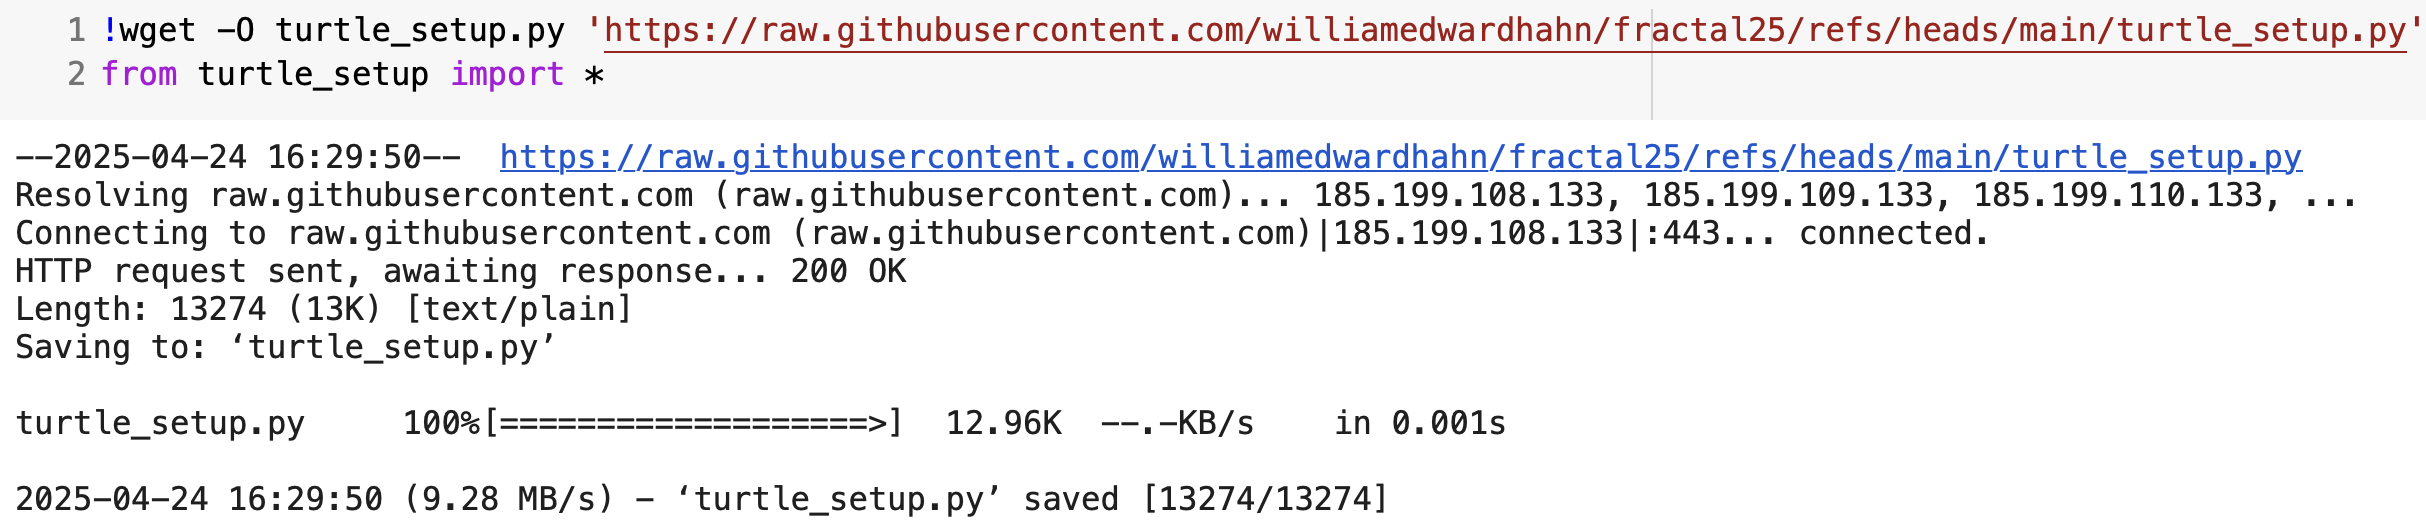 1 !wget -O turtle_setup.py 'https://raw.githubusercontent.com/williamedwardhahn/fractal25/refs/heads/main/turtle_setup.py'
2 from turtle_setup import *
--2025-04-24 16:29:50--  https://raw.githubusercontent.com/williamedwardhahn/fractal25/refs/heads/main/turtle_setup.py
Resolving raw.githubusercontent.com (raw.githubusercontent.com)... 185.199.108.133, 185.199.109.133, 185.199.110.133, ...
Connecting to raw.githubusercontent.com (raw.githubusercontent.com)|185.199.108.133|:443... connected.
HTTP request sent, awaiting response... 200 OK
Length: 13274 (13K) [text/plain]
Saving to: ‘turtle_setup.py’
turtle_setup.py     100%[===================>]  12.96K  --.-KB/s    in 0.001s
2025-04-24 16:29:50 (9.28 MB/s) - ‘turtle_setup.py’ saved [13274/13274]